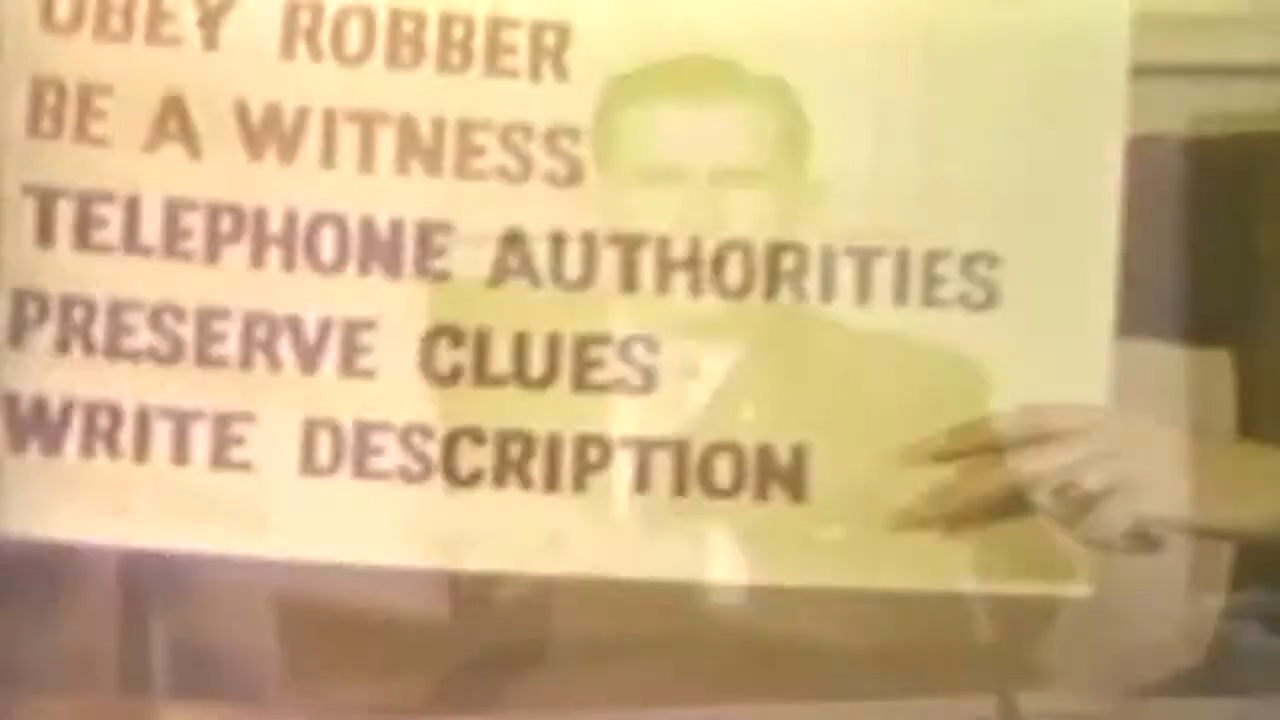 OBEY ROBBER
BE A WITNESS
TELEPHONE AUTHORITIES
PRESERVE CLUES
WRITE DESCRIPTION